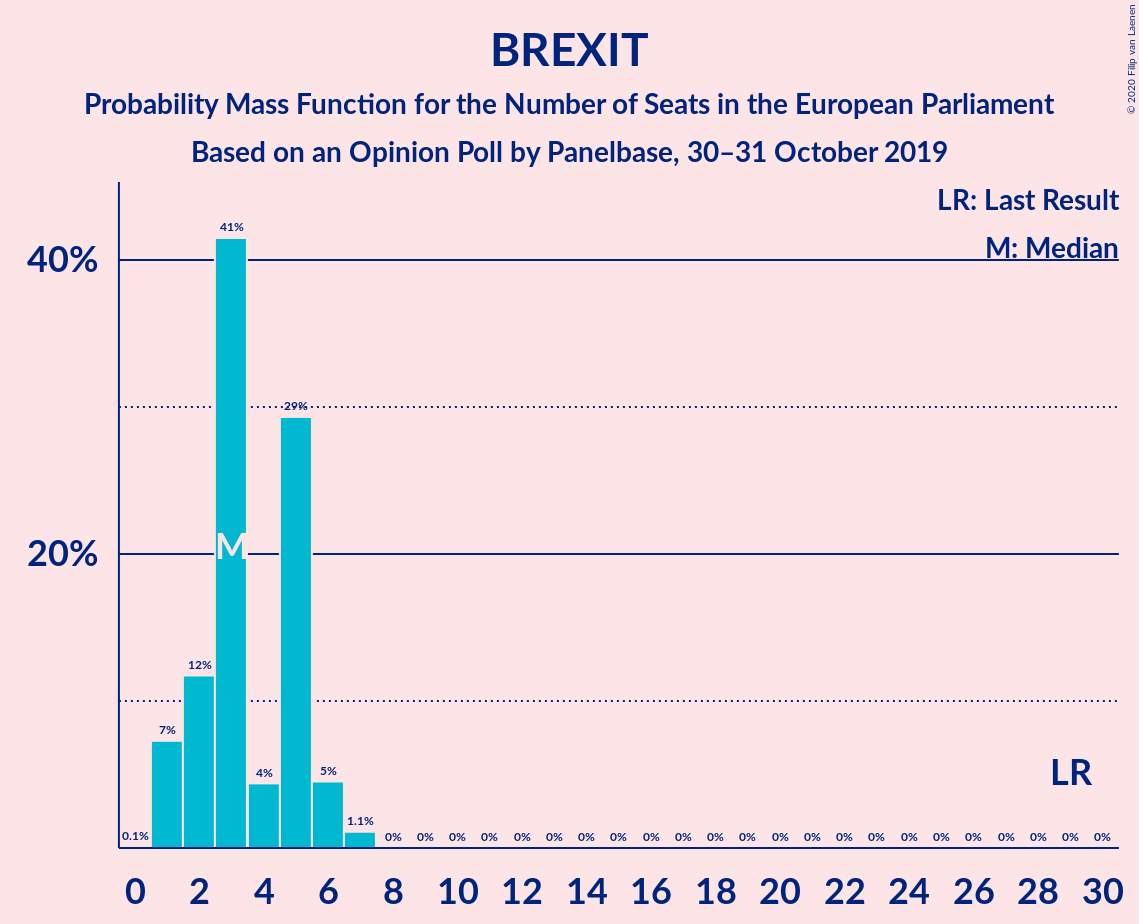 BREXIT
Probability Mass Function for the Number of Seats in the European Parliament
Based on an Opinion Poll by Panelbase, 30–31 October 2019
© 2020 Filip van Laenen
LR: Last Result
M: Median
40%
20%
0.1% 7% 12% 41% 4% 29% 5% 1.1% 0% 0% 0% 0% 0% 0% 0% 0% 0% 0% 0% 0% 0% 0% 0% 0% 0% 0% 0% 0% 0% 0% 0%
M
LR
0 2 4 6 8 10 12 14 16 18 20 22 24 26 28 30